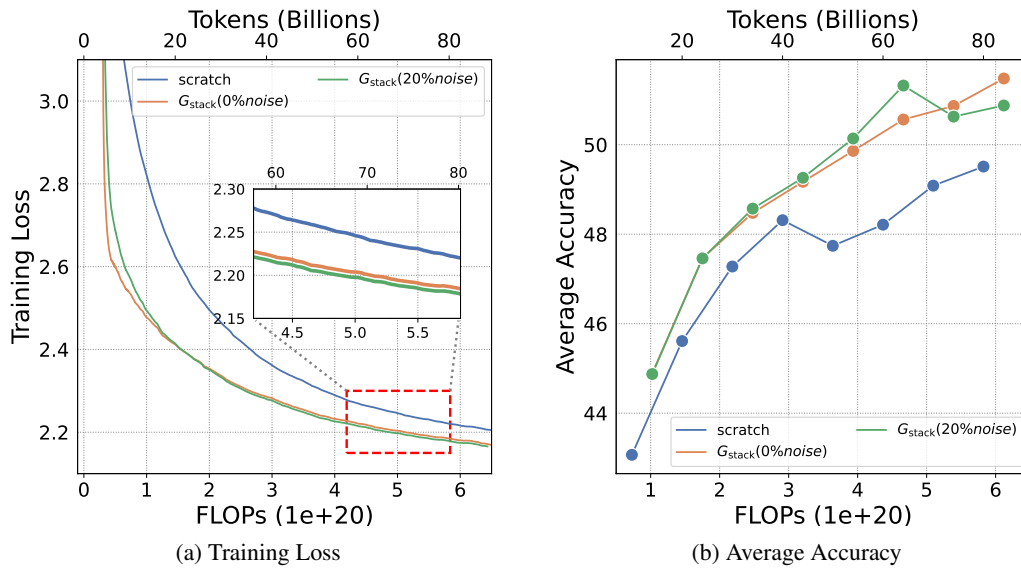 Tokens (Billions)
0 20 40 60 80
Training Loss
3.0
2.8
2.6
2.4
2.2
scratch
G_stack(0%noise)
G_stack(20%noise)
60 70 80
2.30
2.25
2.20
2.15
4.5 5.0 5.5
0 1 2 3 4 5 6
FLOPs (1e+20)
(a) Training Loss
Tokens (Billions)
20 40 60 80
Average Accuracy
50
48
46
44
scratch
G_stack(0%noise)
G_stack(20%noise)
1 2 3 4 5 6
FLOPs (1e+20)
(b) Average Accuracy